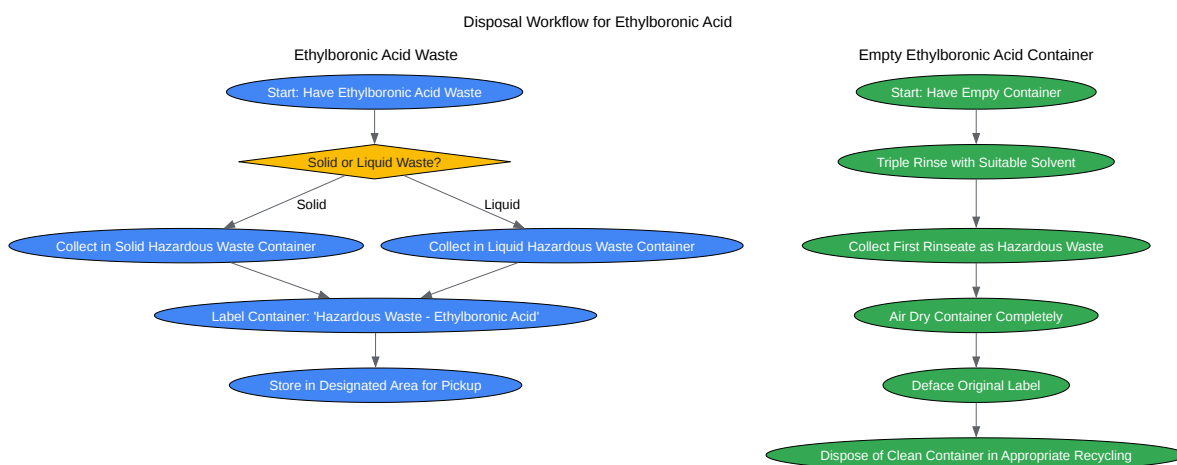 Disposal Workflow for Ethylboronic Acid
Ethylboronic Acid Waste
Start: Have Ethylboronic Acid Waste
Solid or Liquid Waste?
Solid
Liquid
Collect in Solid Hazardous Waste Container
Collect in Liquid Hazardous Waste Container
Label Container: 'Hazardous Waste - Ethylboronic Acid'
Store in Designated Area for Pickup
Empty Ethylboronic Acid Container
Start: Have Empty Container
Triple Rinse with Suitable Solvent
Collect First Rinseate as Hazardous Waste
Air Dry Container Completely
Deface Original Label
Dispose of Clean Container in Appropriate Recycling